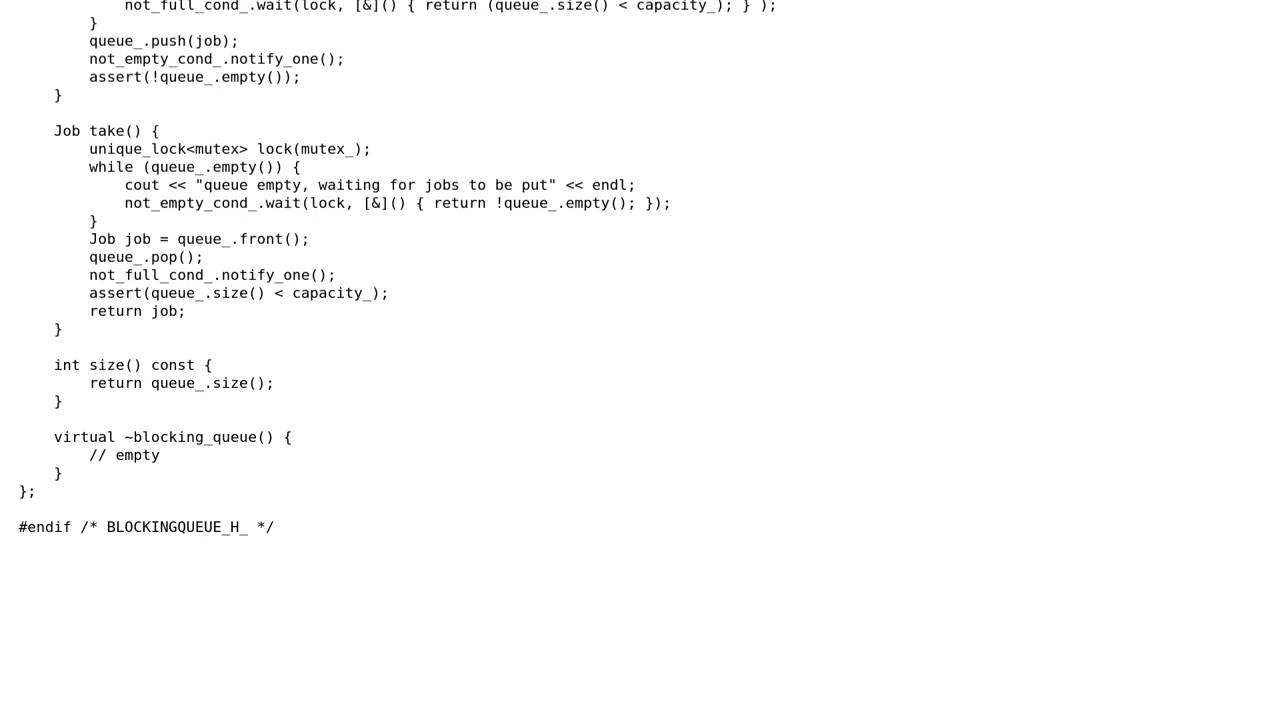 not_full_cond_.wait(lock, [&]() { return (queue_.size() < capacity_); } );
        }
        queue_.push(job);
        not_empty_cond_.notify_one();
        assert(!queue_.empty());
    }

    Job take() {
        unique_lock<mutex> lock(mutex_);
        while (queue_.empty()) {
            cout << "queue empty, waiting for jobs to be put" << endl;
            not_empty_cond_.wait(lock, [&]() { return !queue_.empty(); });
        }
        Job job = queue_.front();
        queue_.pop();
        not_full_cond_.notify_one();
        assert(queue_.size() < capacity_);
        return job;
    }

    int size() const {
        return queue_.size();
    }

    virtual ~blocking_queue() {
        // empty
    }
};

#endif /* BLOCKINGQUEUE_H_ */